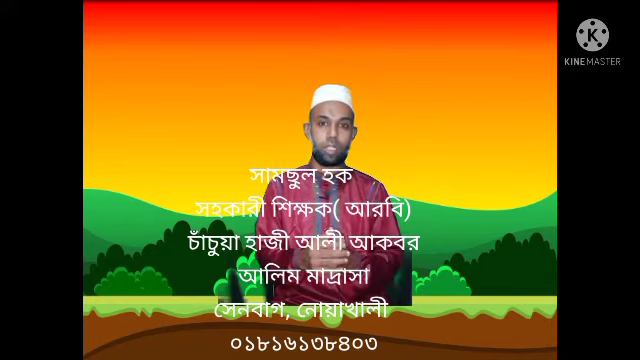 KINEMASTER
সামছুল হক
সহকারী শিক্ষক( আরবি)
চাঁচুয়া হাজী আলী আকবর
আলিম মাদ্রাসা
সেনবাগ, নোয়াখালী
০১৮১৬১৩৮৪০৩